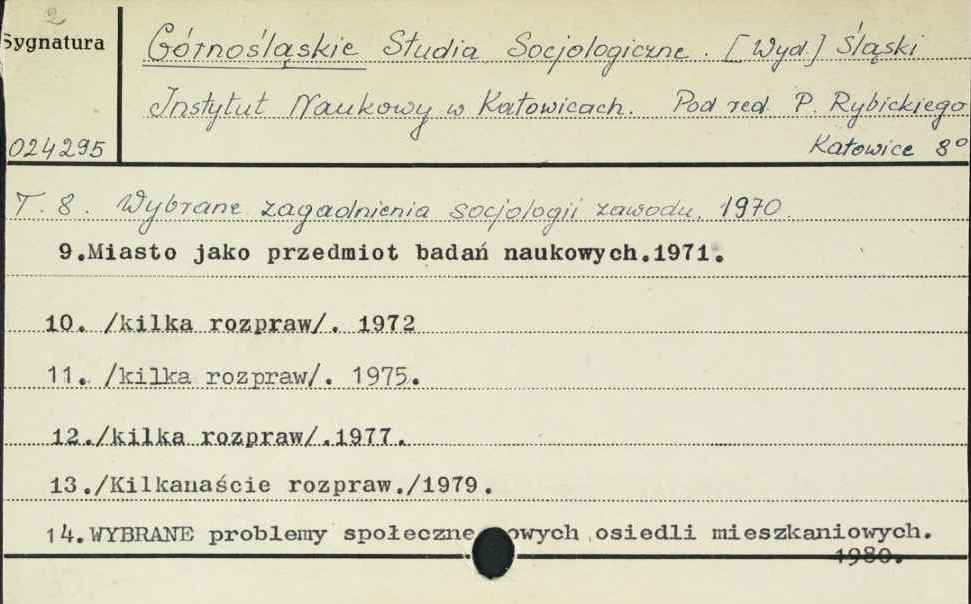 2
Sygnatura
024295
Górnośląskie Studia Socjologiczne. [Wyd.] Śląski
Instytut Naukowy w Katowicach. Pod red. P. Rybickiego
Katowice 8°
T. 8. Wybrane zagadnienia socjologii zawodu. 1970.
9.Miasto jako przedmiot badań naukowych.1971.
10. /kilka rozpraw/. 1972
11. /kilka rozpraw/. 1975.
12./kilka rozpraw/.1977.
13./Kilkanaście rozpraw./1979.
14.WYBRANE problemy społeczne owych osiedli mieszkaniowych.
1980.